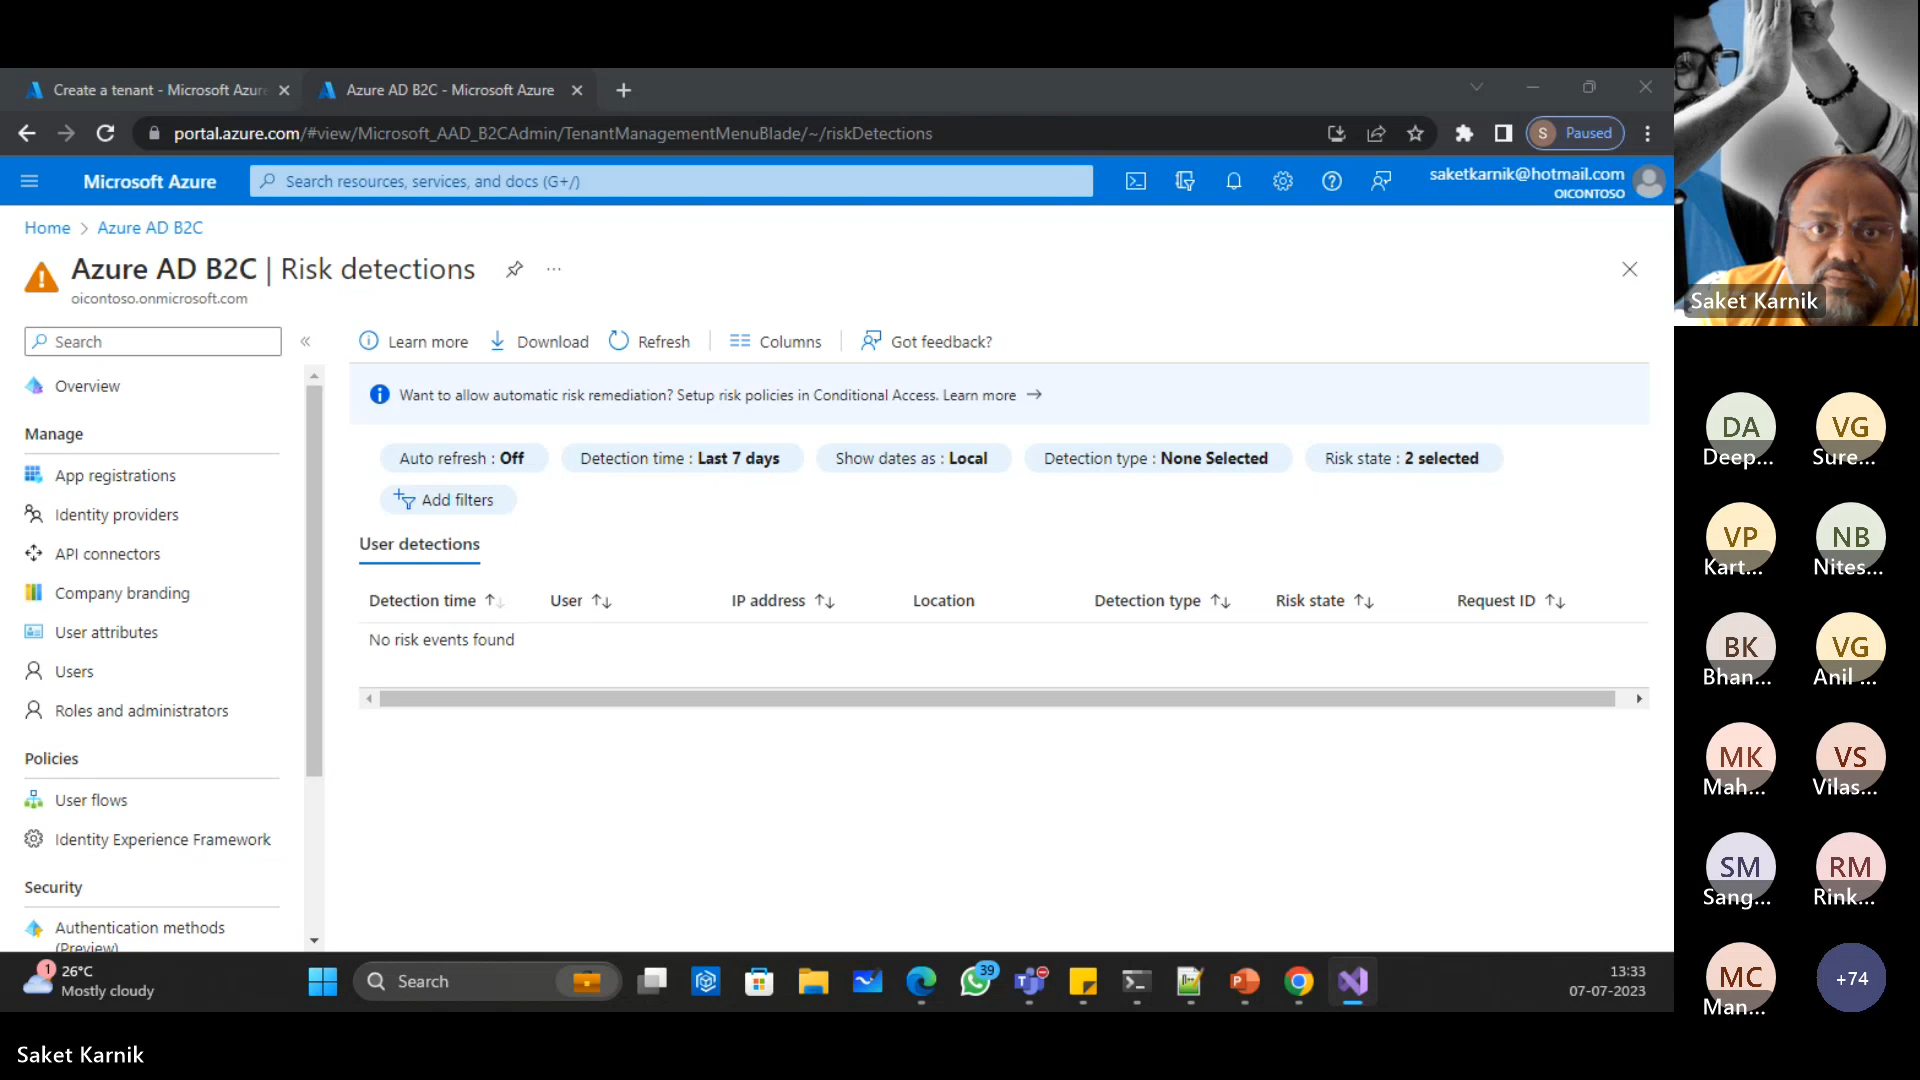 Create a tenant - Microsoft Azur
Azure AD B2C - Microsoft Azure
portal.azure.com/#view/Microsoft_AAD_B2CAdmin/TenantManagementMenuBlade/~/riskDetections
S Paused
Microsoft Azure
Search resources, services, and docs (G+/)
saketkarnik@hotmail.com
OICONTOSO
Home > Azure AD B2C
Azure AD B2C | Risk detections
oicontoso.onmicrosoft.com
Search
Overview
Manage
App registrations
Identity providers
API connectors
Company branding
User attributes
Users
Roles and administrators
Policies
User flows
Identity Experience Framework
Security
Authentication methods
(Preview)
Learn more
Download
Refresh
Columns
Got feedback?
Want to allow automatic risk remediation? Setup risk policies in Conditional Access. Learn more →
Auto refresh : Off
Detection time : Last 7 days
Show dates as : Local
Detection type : None Selected
Risk state : 2 selected
Add filters
User detections
Detection time
User
IP address
Location
Detection type
Risk state
Request ID
No risk events found
1
26°C
Mostly cloudy
Search
39
13:33
07-07-2023
Saket Karnik
Saket Karnik
DA
Deep...
VG
Sure...
VP
Kart...
NB
Nites...
BK
Bhan...
VG
Anil ...
MK
Mah...
VS
Vilas...
SM
Sang...
RM
Rink...
MC
Man...
+74